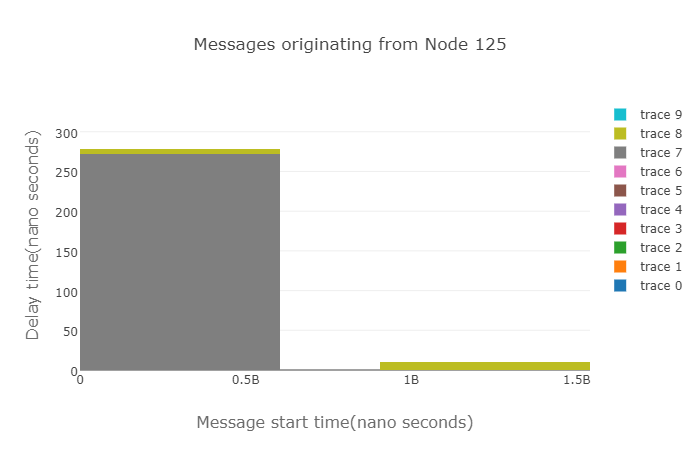 Messages originating from Node 125
Delay time(nano seconds)
300
250
200
150
100
50
0
0 0.5B 1B 1.5B
Message start time(nano seconds)
trace 9
trace 8
trace 7
trace 6
trace 5
trace 4
trace 3
trace 2
trace 1
trace 0